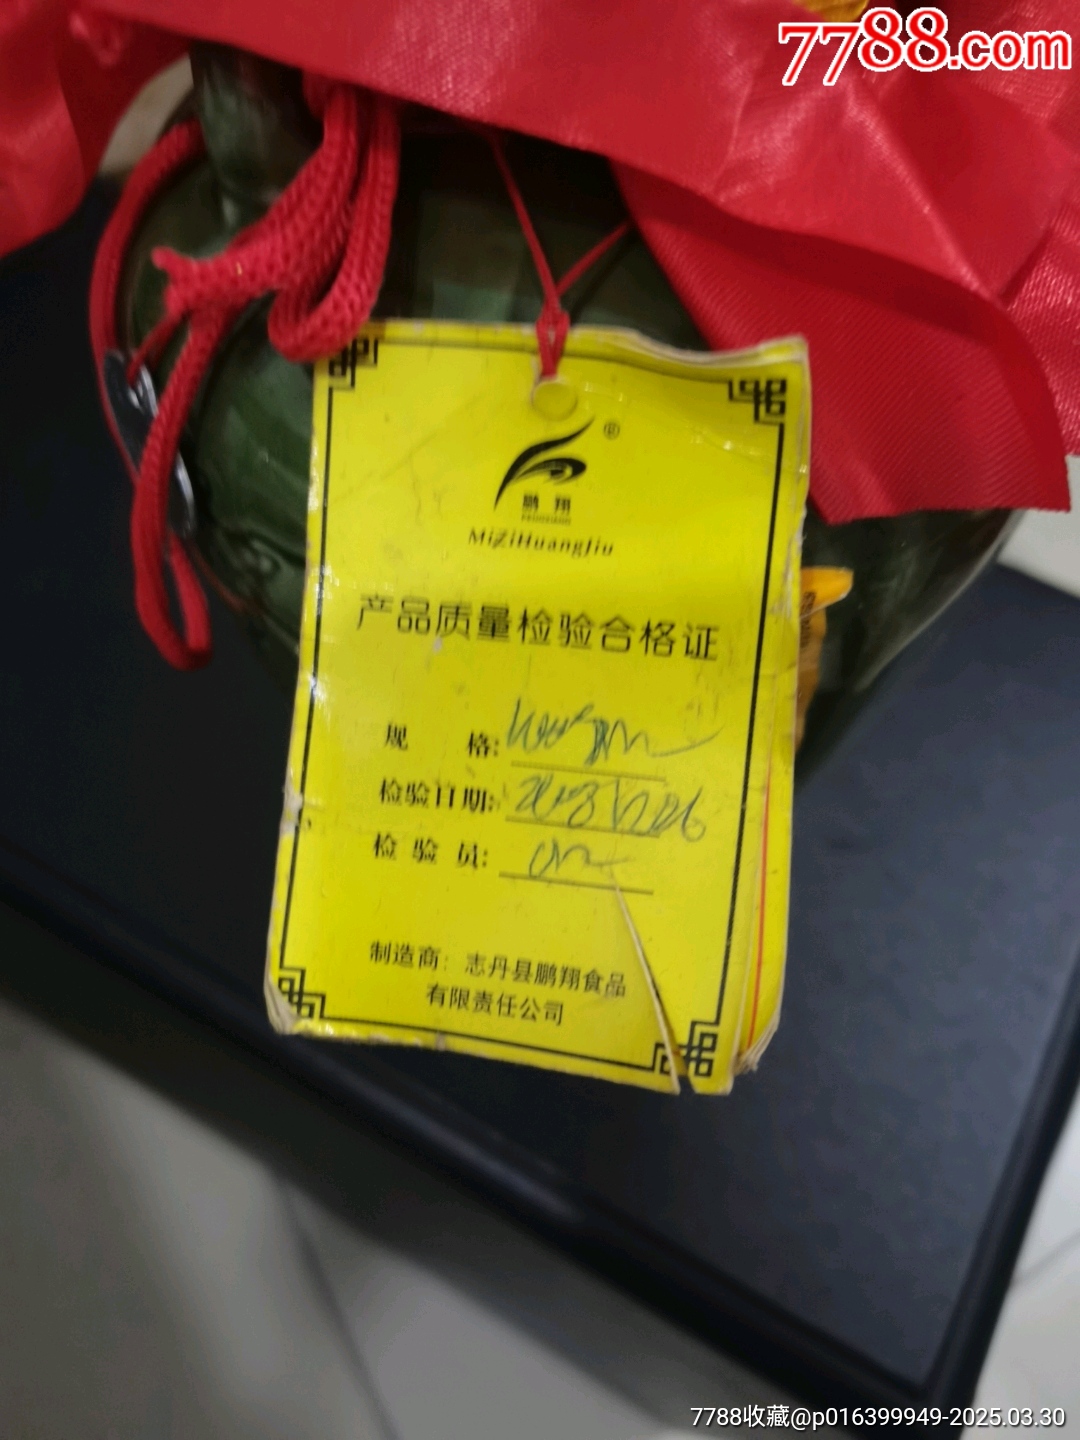 7788.com
®
鹏翔
PENGXIANG
MiZiHuangJiu
产品质量检验合格证
规 格:
检验日期:
检 验 员:
制造商: 志丹县鹏翔食品
有限责任公司
7788收藏@p016399949-2025.03.30